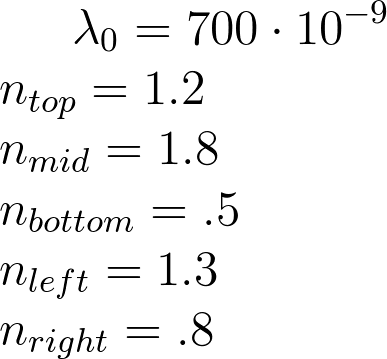 λ₀ = 700 · 10⁻⁹
n_top = 1.2
n_mid = 1.8
n_bottom = .5
n_left = 1.3
n_right = .8